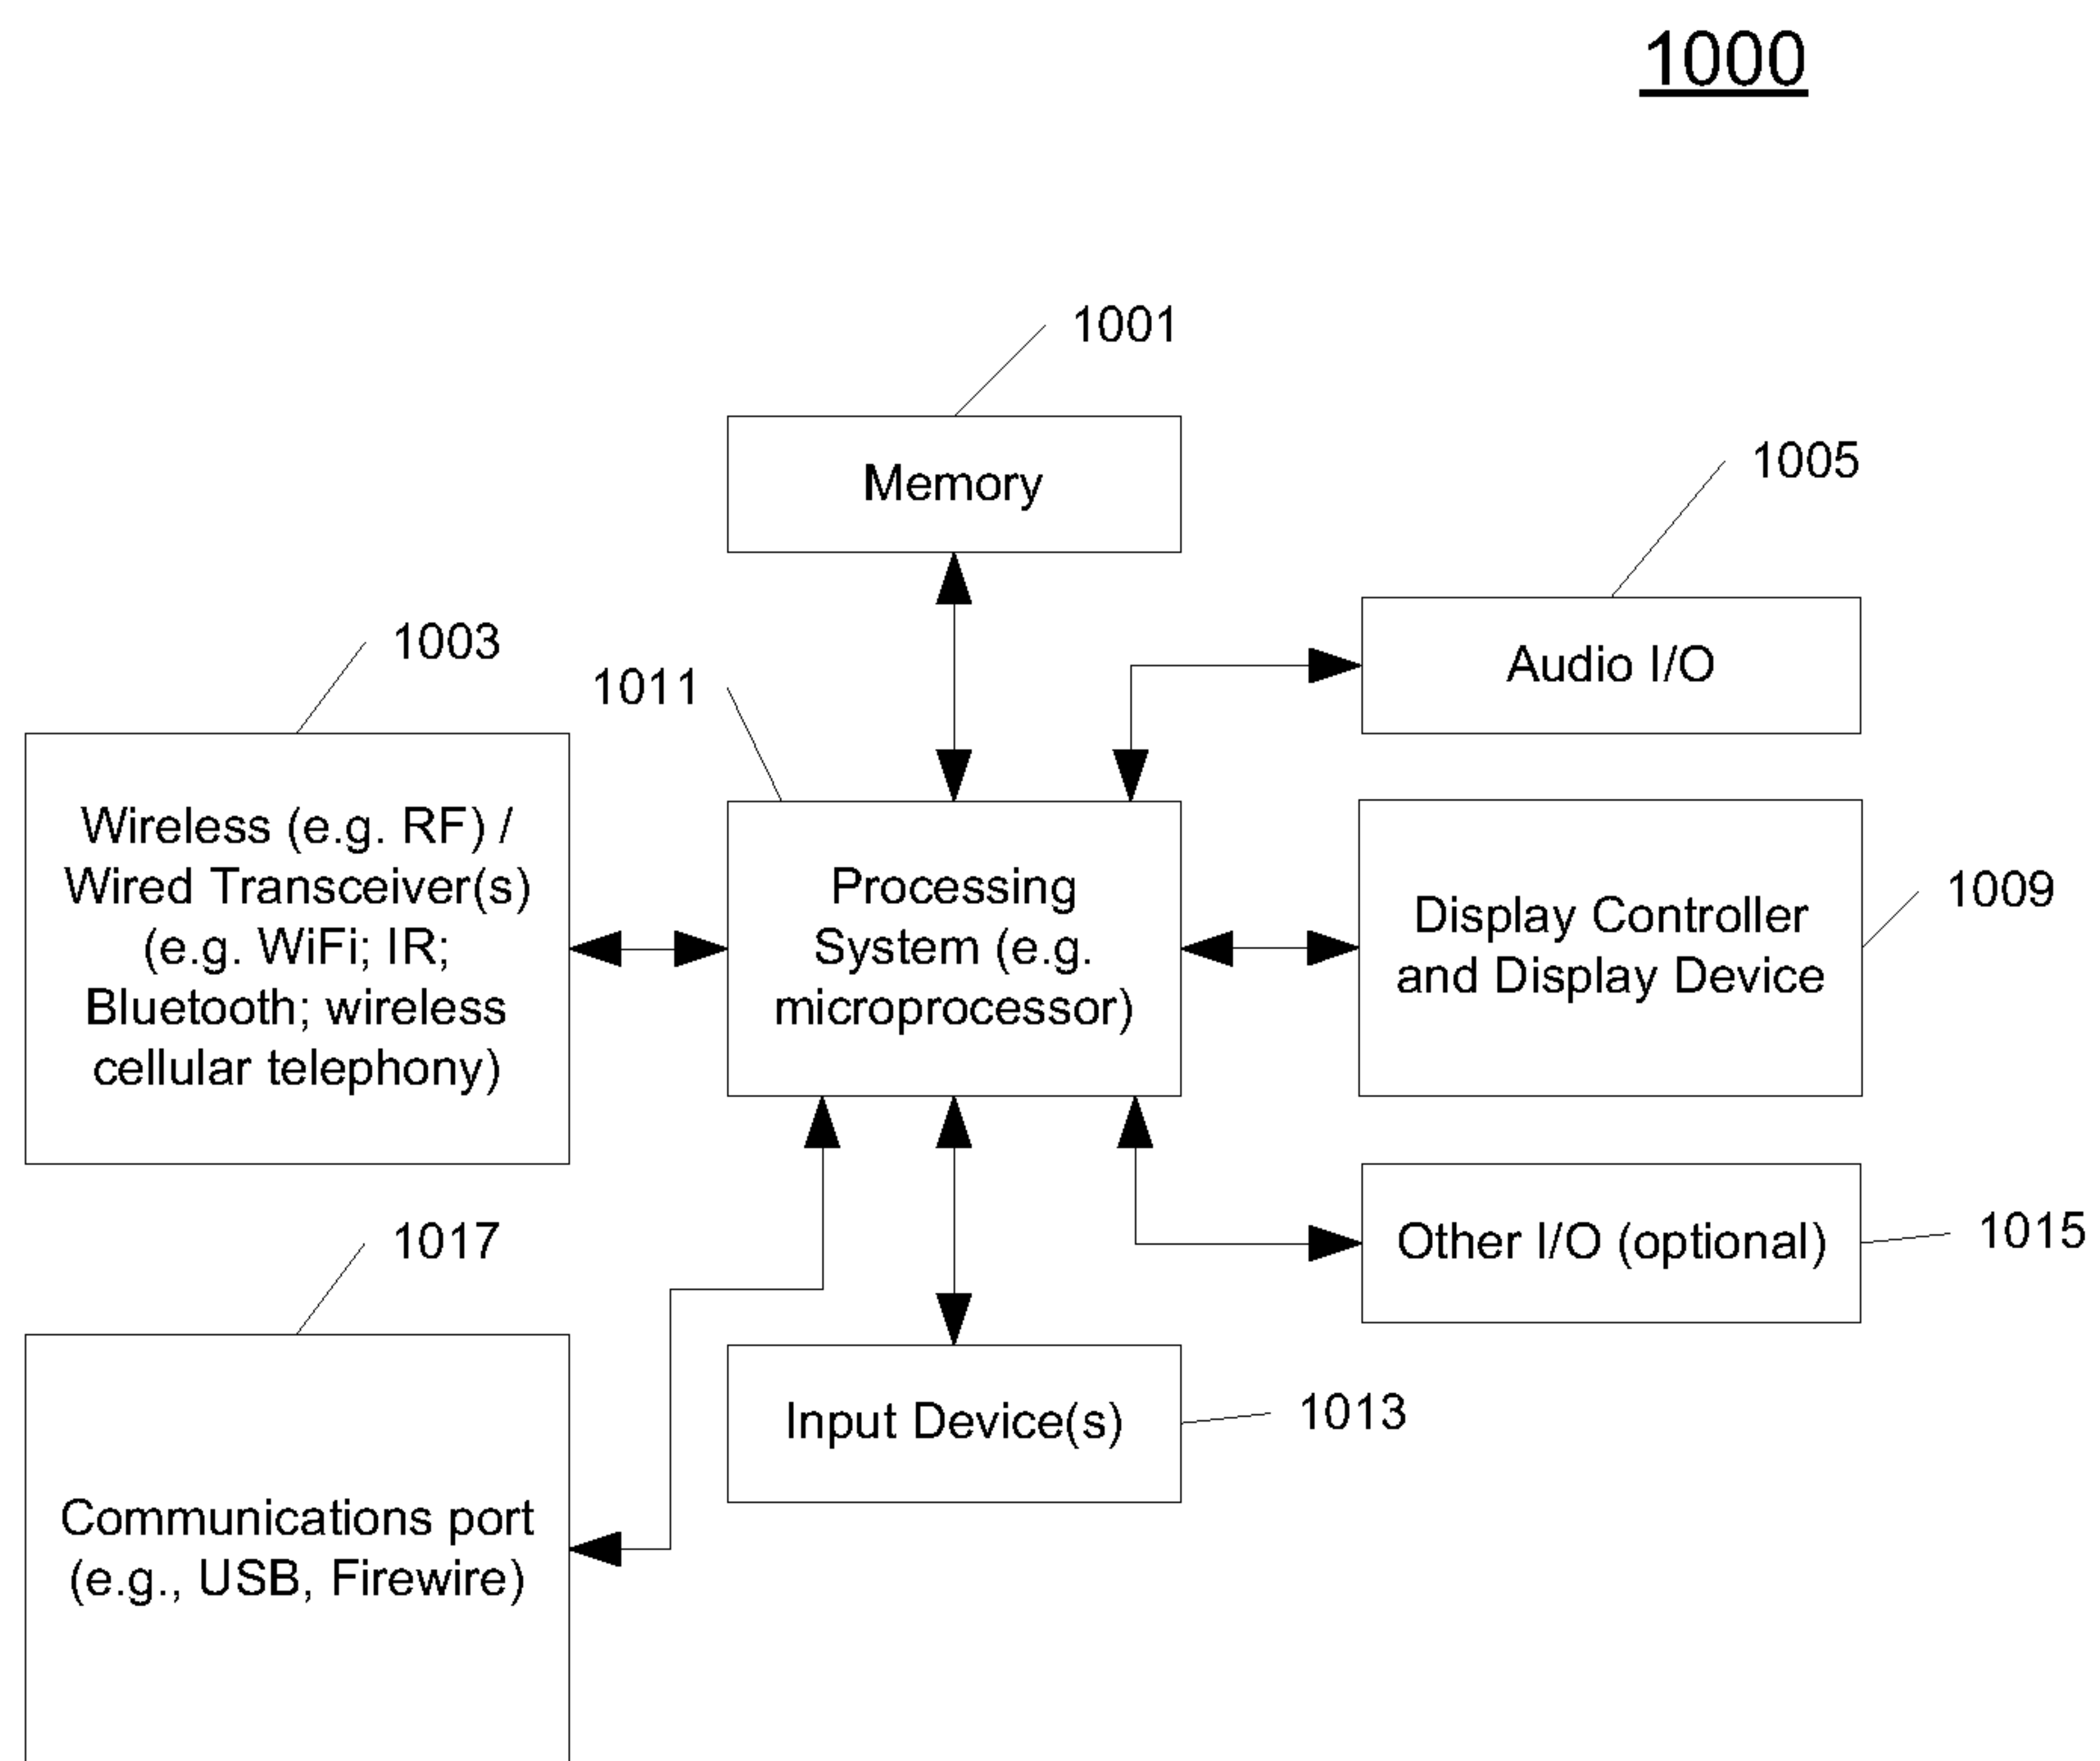 1000
1001
Memory
1005
Audio I/O
1003
1011
Wireless (e.g. RF) /
Wired Transceiver(s)
(e.g. WiFi; IR;
Bluetooth; wireless
cellular telephony)
Processing
System (e.g.
microprocessor)
Display Controller
and Display Device
1009
1017
Other I/O (optional)
1015
Input Device(s)
1013
Communications port
(e.g., USB, Firewire)